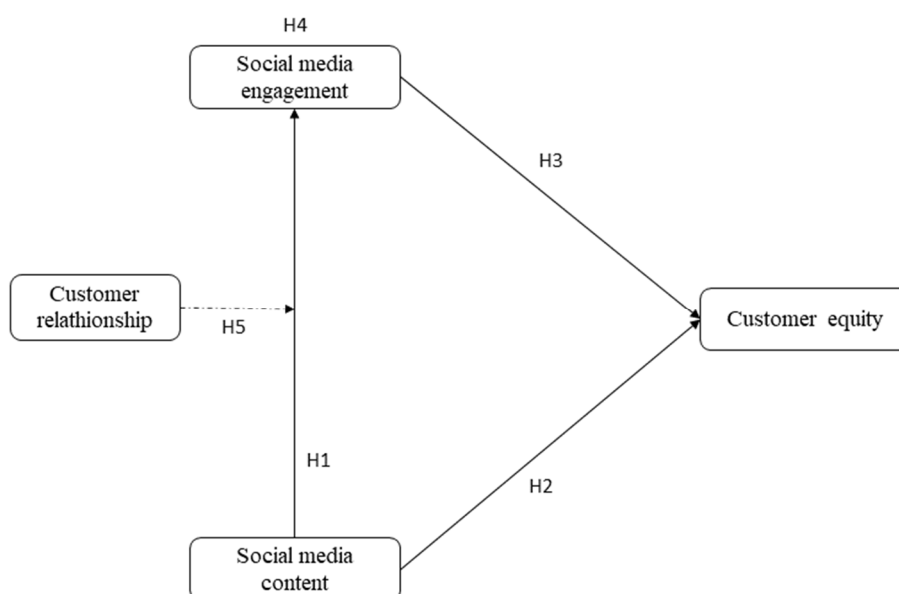 H4
Social media
engagement
H3
Customer
relathionship
H5
Customer equity
H1
H2
Social media
content